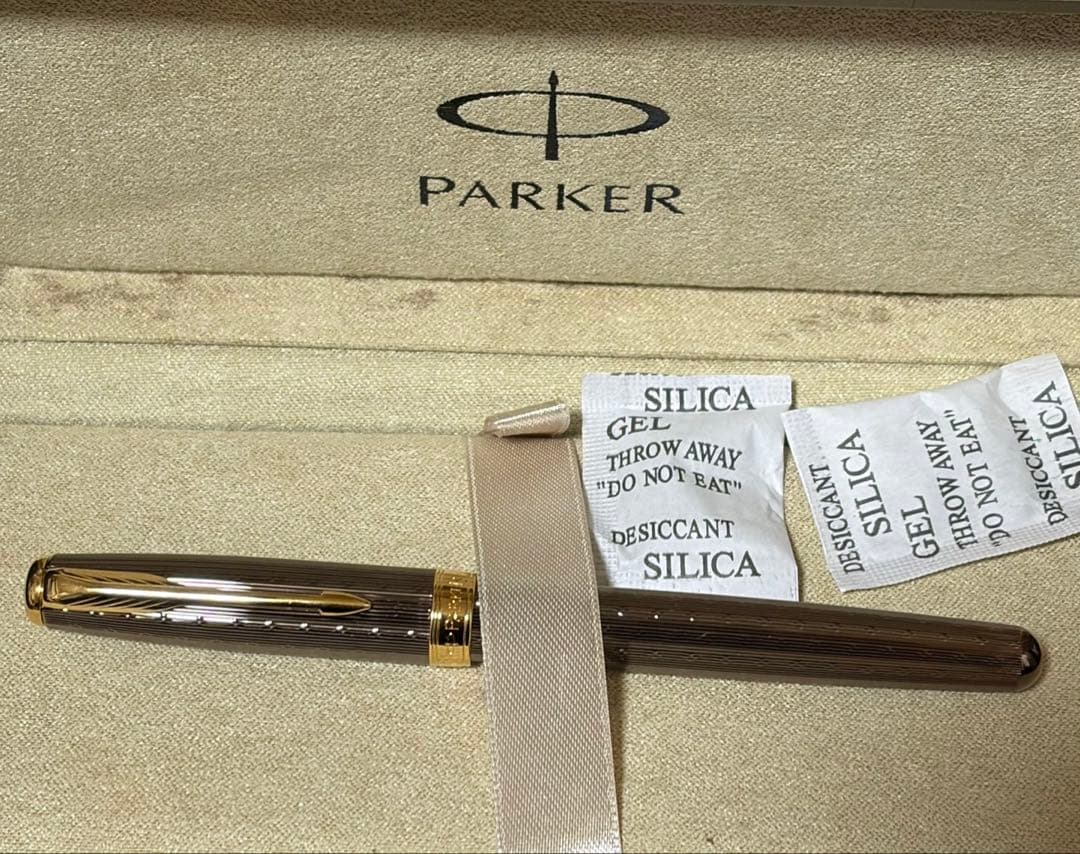 PARKER
SILICA
GEL
THROW AWAY
"DO NOT EAT"
DESICCANT
SILICA
DESICCANT
SILICA
GEL
THROW AWAY
"DO NOT EAT"
DESICCANT
SILICA